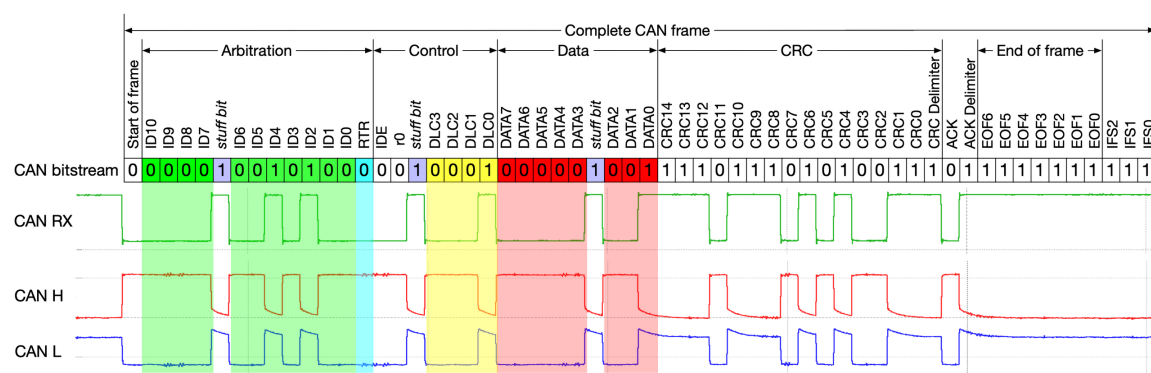 Complete CAN frame
Arbitration Control Data CRC End of frame
Start of frame
ID10
ID9
ID8
ID7
stuff bit
ID6
ID5
ID4
ID3
ID2
ID1
ID0
RTR
IDE
r0
stuff bit
DLC3
DLC2
DLC1
DLC0
DATA7
DATA6
DATA5
DATA4
DATA3
stuff bit
DATA2
DATA1
DATA0
CRC14
CRC13
CRC12
CRC11
CRC10
CRC9
CRC8
CRC7
CRC6
CRC5
CRC4
CRC3
CRC2
CRC1
CRC0
CRC Delimiter
ACK
ACK Delimiter
EOF6
EOF5
EOF4
EOF3
EOF2
EOF1
EOF0
IFS2
IFS1
IFS0
CAN bitstream 0 0 0 0 0 1 0 0 1 0 1 0 0 0 0 0 1 0 0 0 1 0 0 0 0 0 1 0 0 1 1 1 1 0 1 1 1 0 1 0 1 0 0 1 1 1 0 1 1 1 1 1 1 1 1 1 1 1
CAN RX
CAN H
CAN L